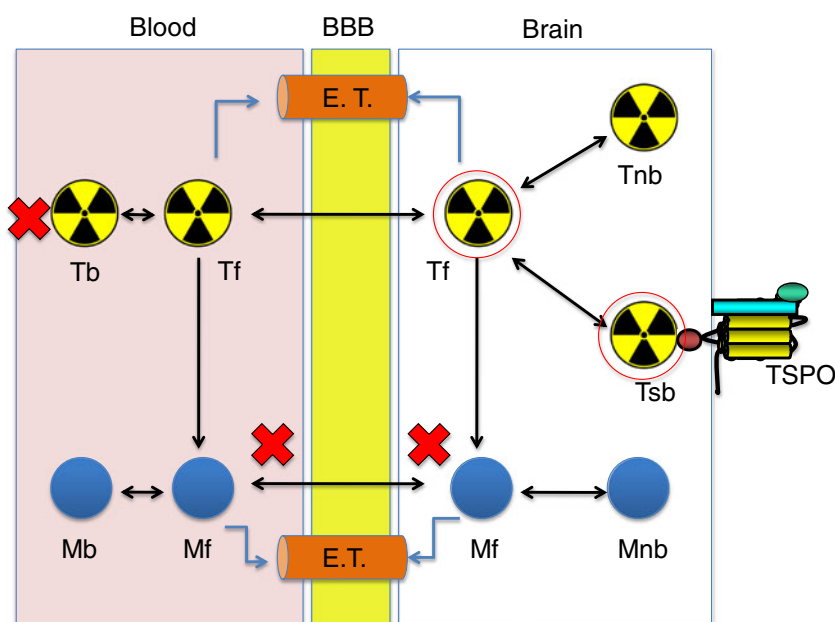 Blood
BBB
Brain
E. T.
Tnb
Tb
Tf
Tf
Tsb
TSPO
Mb
Mf
E.T.
Mf
Mnb